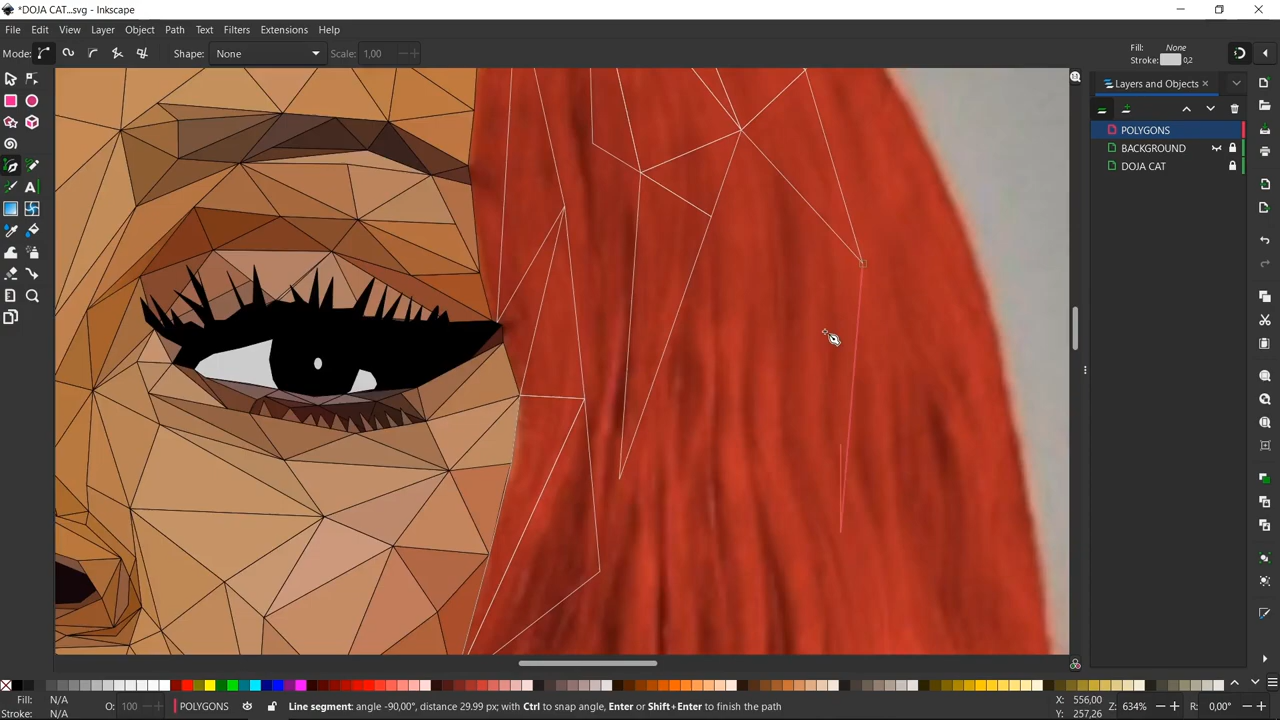 *DOJA CAT...svg - Inkscape
File Edit View Layer Object Path Text Filters Extensions Help
Mode: Shape: None Scale: 1,00
Fill: None
Stroke: 0,2
Layers and Objects
POLYGONS
BACKGROUND
DOJA CAT
Fill: N/A
Stroke: N/A
O: 100
POLYGONS
Line segment: angle -90,00°, distance 29.99 px; with Ctrl to snap angle, Enter or Shift+Enter to finish the path
X: 556,00
Y: 257,26
Z: 634%
R: 0,00°